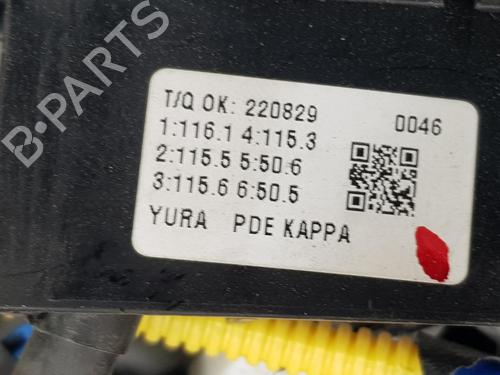 T/Q OK: 220829 0046
1:116.1 4:115.3
2:115.5 5:50.6
3:115.6 6:50.5
YURA PDE KAPPA
B-PARTS